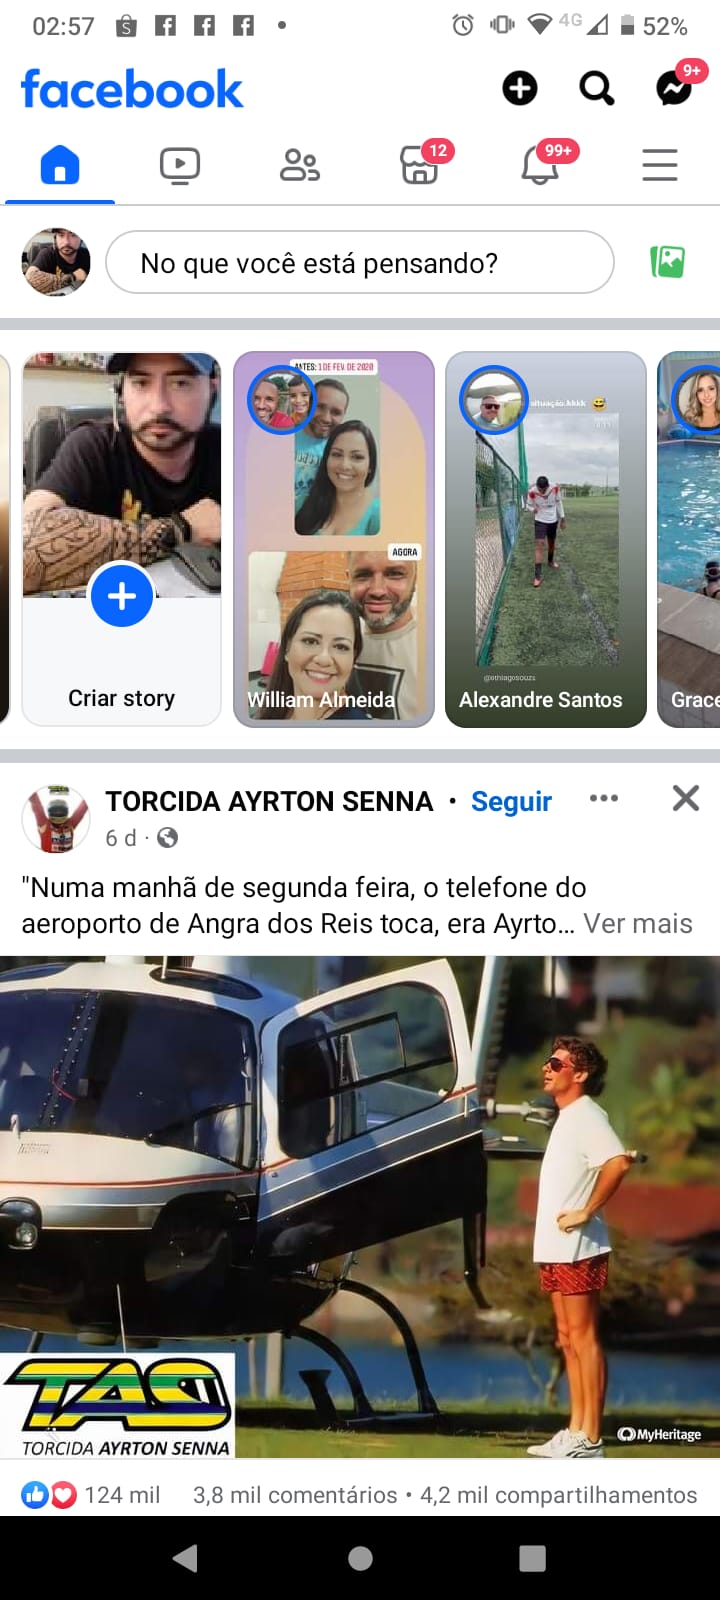 02:57
4G
52%
facebook
9+
12
99+
No que você está pensando?
ANTES: 1 DE FEV. DE 2020
situação.kkkk
AGORA
@othiagosouzs
Criar story
William Almeida
Alexandre Santos
Grace
TORCIDA AYRTON SENNA • Seguir
6 d ·
"Numa manhã de segunda feira, o telefone do
aeroporto de Angra dos Reis toca, era Ayrto... Ver mais
TAS
TORCIDA AYRTON SENNA
MyHeritage
124 mil
3,8 mil comentários • 4,2 mil compartilhamentos